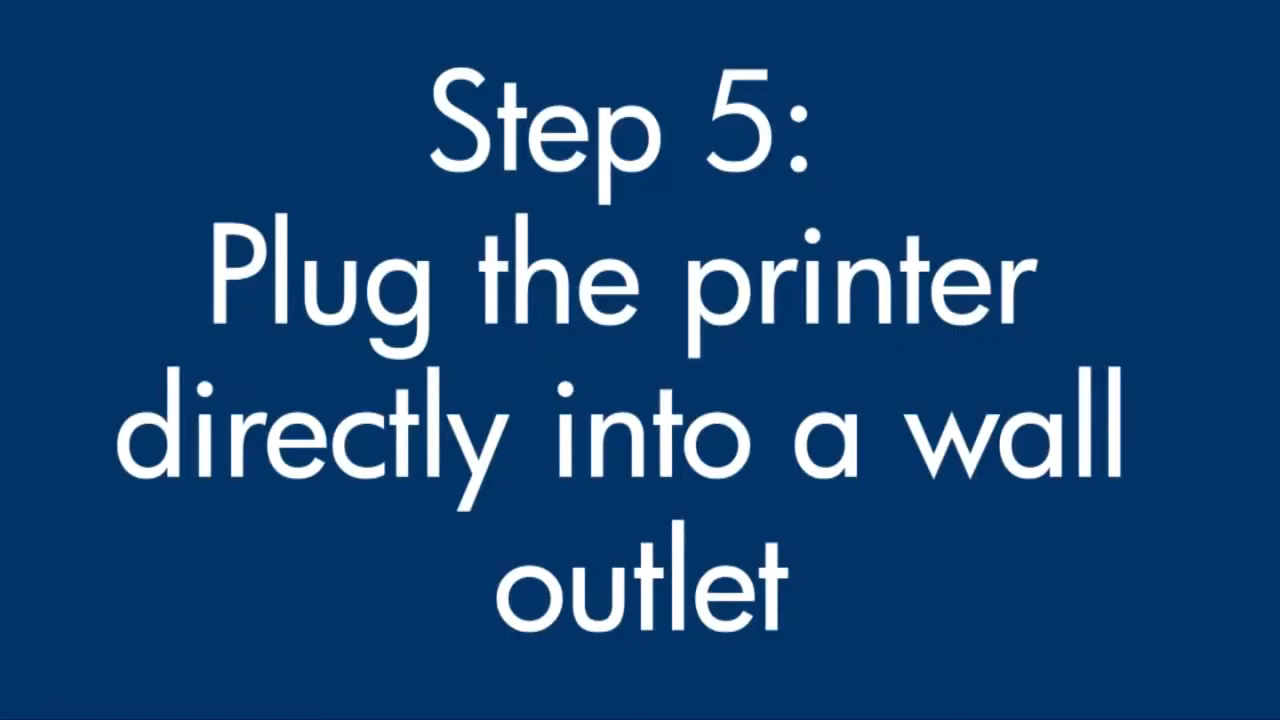 Step 5:
Plug the printer
directly into a wall
outlet